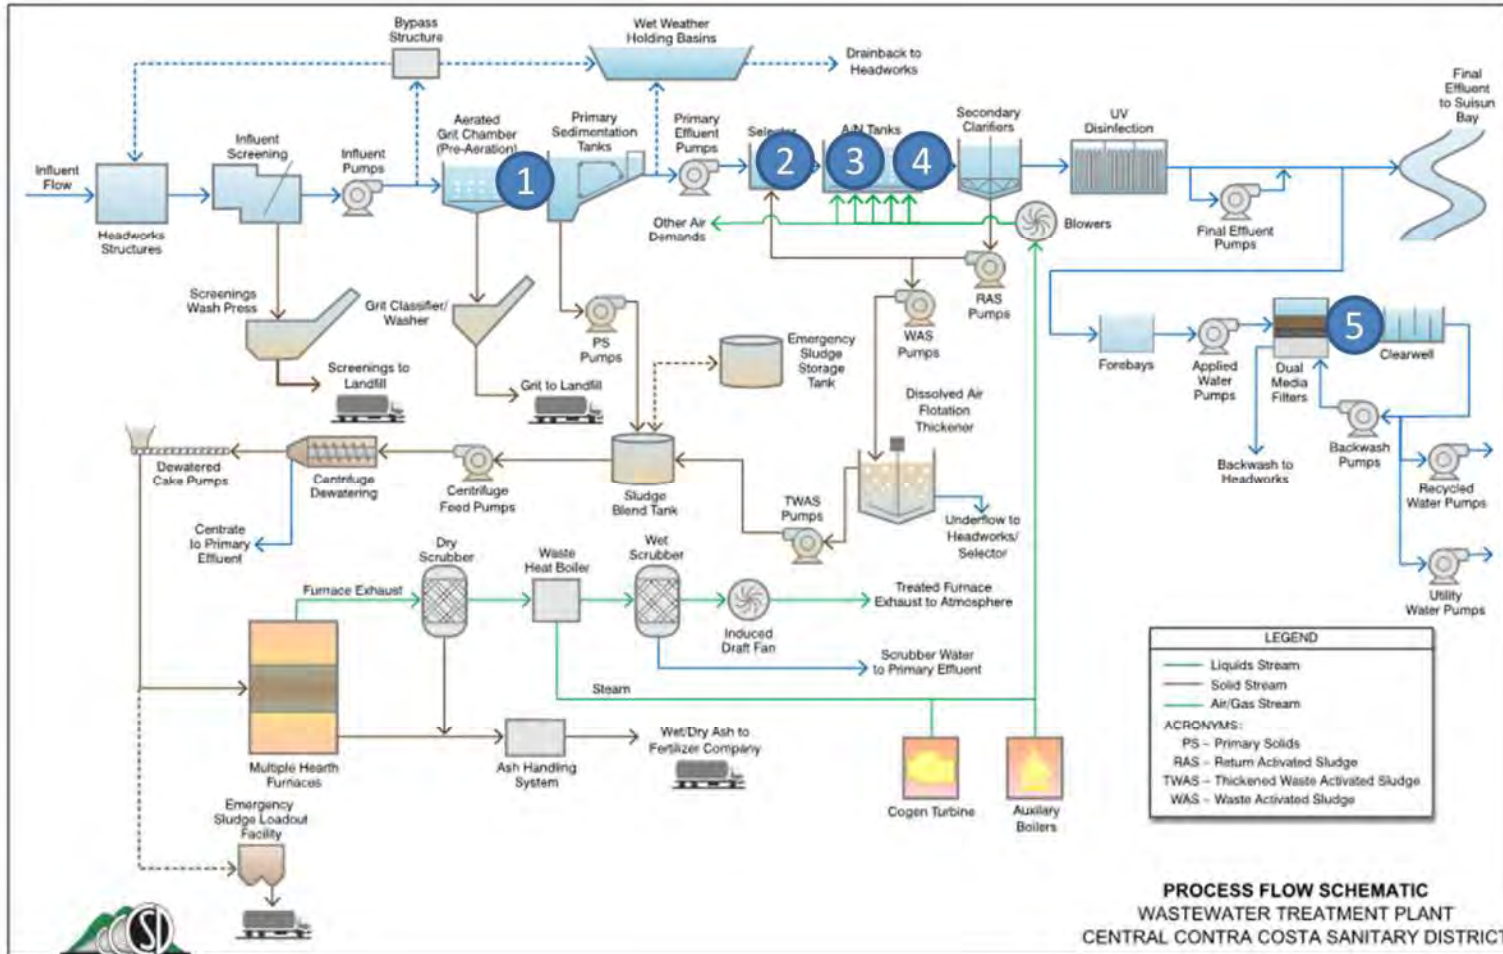 Bypass
Structure
Wet Weather
Holding Basins
Drainback to
Headworks
Final
Effluent
to Suisun
Bay
Influent
Flow
Headworks
Structures
Influent
Screening
Influent
Pumps
Aerated
Grit Chamber
(Pre-Aeration)
1
Primary
Sedimentation
Tanks
Primary
Effluent
Pumps
Selector
2
A/N Tanks
3
4
Secondary
Clarifiers
UV
Disinfection
Final Effluent
Pumps
Other Air
Demands
Blowers
Screenings
Wash Press
Grit Classifier/
Washer
PS
Pumps
Emergency
Sludge
Storage
Tank
WAS
Pumps
RAS
Pumps
Forebays
Applied
Water
Pumps
Dual
Media
Filters
5
Clearwell
Screenings to
Landfill
Grit to Landfill
Dissolved Air
Flotation
Thickener
Backwash to
Headworks
Backwash
Pumps
Recycled
Water Pumps
Utility
Water Pumps
Dewatered
Cake Pumps
Centrifuge
Dewatering
Centrifuge
Feed Pumps
Sludge
Blend Tank
TWAS
Pumps
Underflow to
Headworks/
Selector
Centrate
to Primary
Effluent
Furnace Exhaust
Dry
Scrubber
Waste
Heat Boiler
Wet
Scrubber
Induced
Draft Fan
Treated Furnace
Exhaust to Atmosphere
Scrubber Water
to Primary Effluent
Steam
Multiple Hearth
Furnaces
Ash Handling
System
Wet/Dry Ash to
Fertilizer Company
Cogen Turbine
Auxilary
Boilers
Emergency
Sludge Loadout
Facility
LEGEND
Liquids Stream
Solid Stream
Air/Gas Stream
ACRONYMS:
PS – Primary Solids
RAS – Return Activated Sludge
TWAS – Thickened Waste Activated Sludge
WAS – Waste Activated Sludge
PROCESS FLOW SCHEMATIC
WASTEWATER TREATMENT PLANT
CENTRAL CONTRA COSTA SANITARY DISTRICT